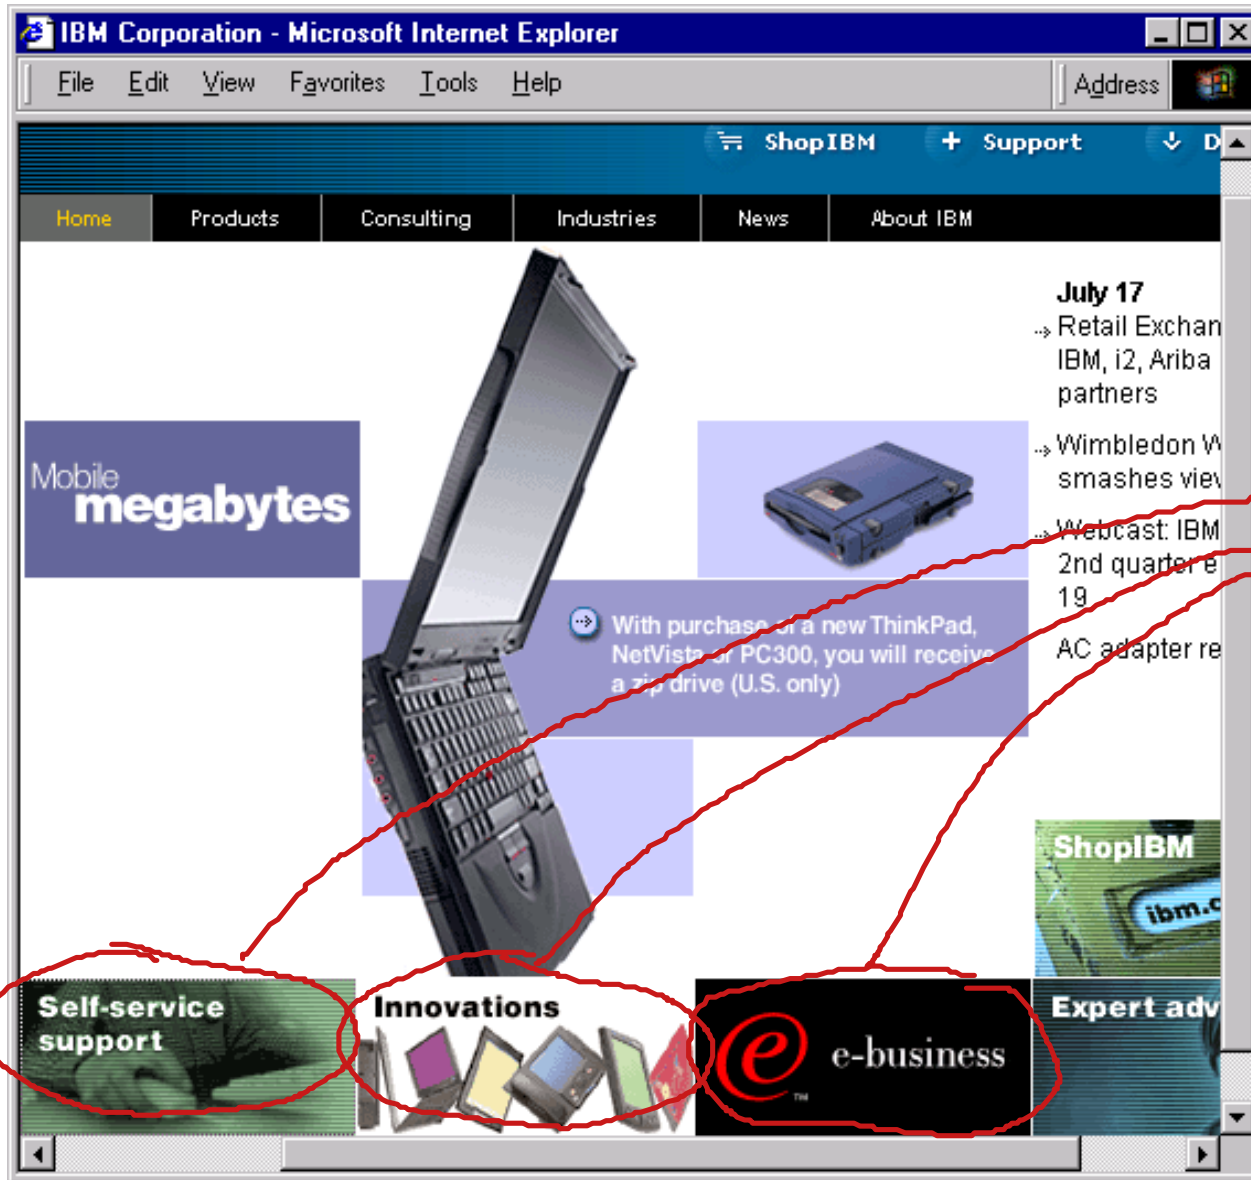 IBM Corporation - Microsoft Internet Explorer
File Edit View Favorites Tools Help Address
ShopIBM + Support D
Home Products Consulting Industries News About IBM
July 17
Retail Exchan
IBM, i2, Ariba
partners
Wimbledon W
smashes view
Webcast: IBM
2nd quarter e
19
AC adapter re
Mobile
megabytes
With purchase of a new ThinkPad,
NetVista or PC300, you will receive
a zip drive (U.S. only)
ShopIBM
ibm.c
Self-service
support
Innovations
e e-business
TM
Expert adv